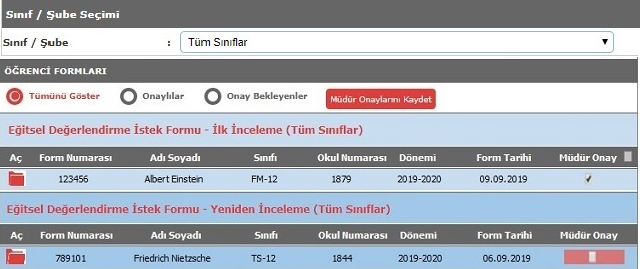 Sınıf / Şube Seçimi
Sınıf / Şube : Tüm Sınıflar
ÖĞRENCİ FORMLARI
Tümünü Göster Onaylılar Onay Bekleyenler Müdür Onaylarını Kaydet
Eğitsel Değerlendirme İstek Formu - İlk İnceleme (Tüm Sınıflar)
Aç Form Numarası Adı Soyadı Sınıfı Okul Numarası Dönemi Form Tarihi Müdür Onay
123456 Albert Einstein FM-12 1879 2019-2020 09.09.2019
Eğitsel Değerlendirme İstek Formu - Yeniden İnceleme (Tüm Sınıflar)
Aç Form Numarası Adı Soyadı Sınıfı Okul Numarası Dönemi Form Tarihi Müdür Onay
789101 Friedrich Nietzsche TS-12 1844 2019-2020 06.09.2019